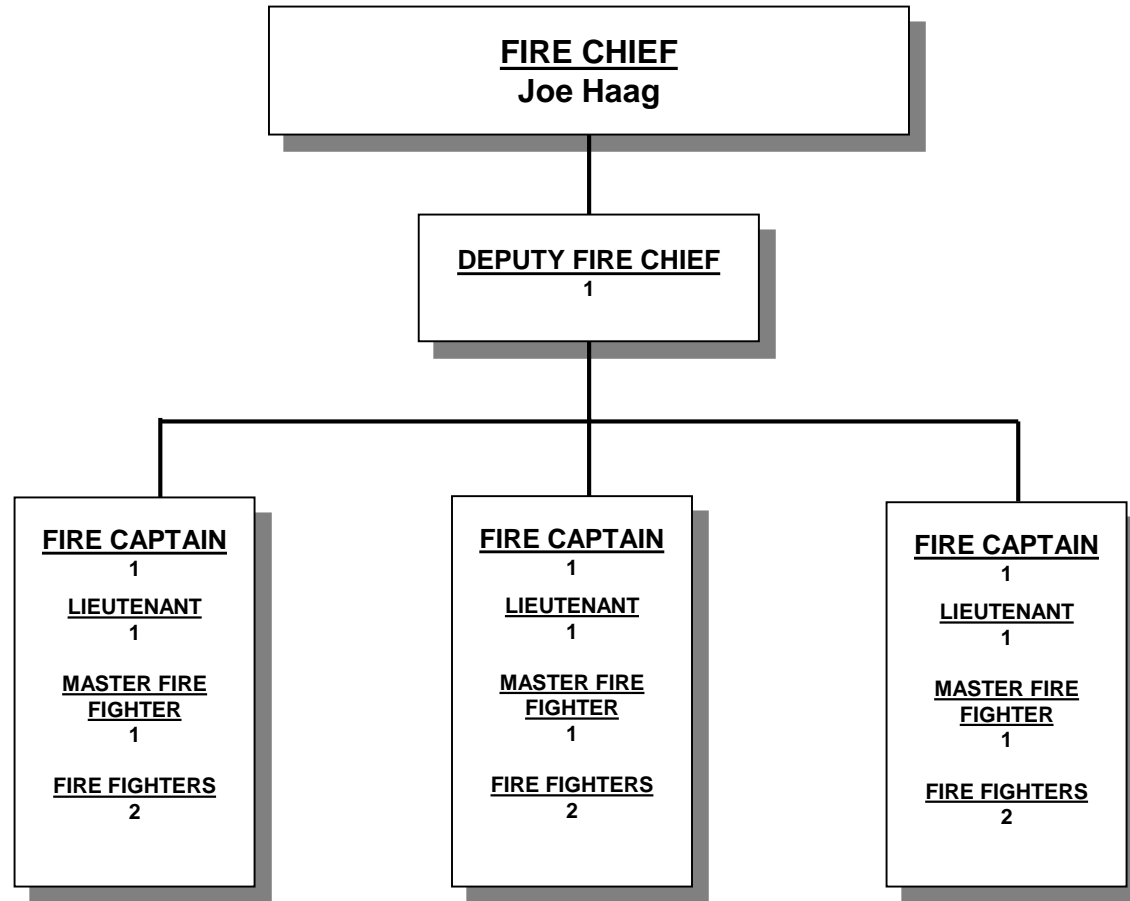 FIRE CHIEF
Joe Haag
DEPUTY FIRE CHIEF
1
FIRE CAPTAIN
1
LIEUTENANT
1
MASTER FIRE
FIGHTER
1
FIRE FIGHTERS
2
FIRE CAPTAIN
1
LIEUTENANT
1
MASTER FIRE
FIGHTER
1
FIRE FIGHTERS
2
FIRE CAPTAIN
1
LIEUTENANT
1
MASTER FIRE
FIGHTER
1
FIRE FIGHTERS
2